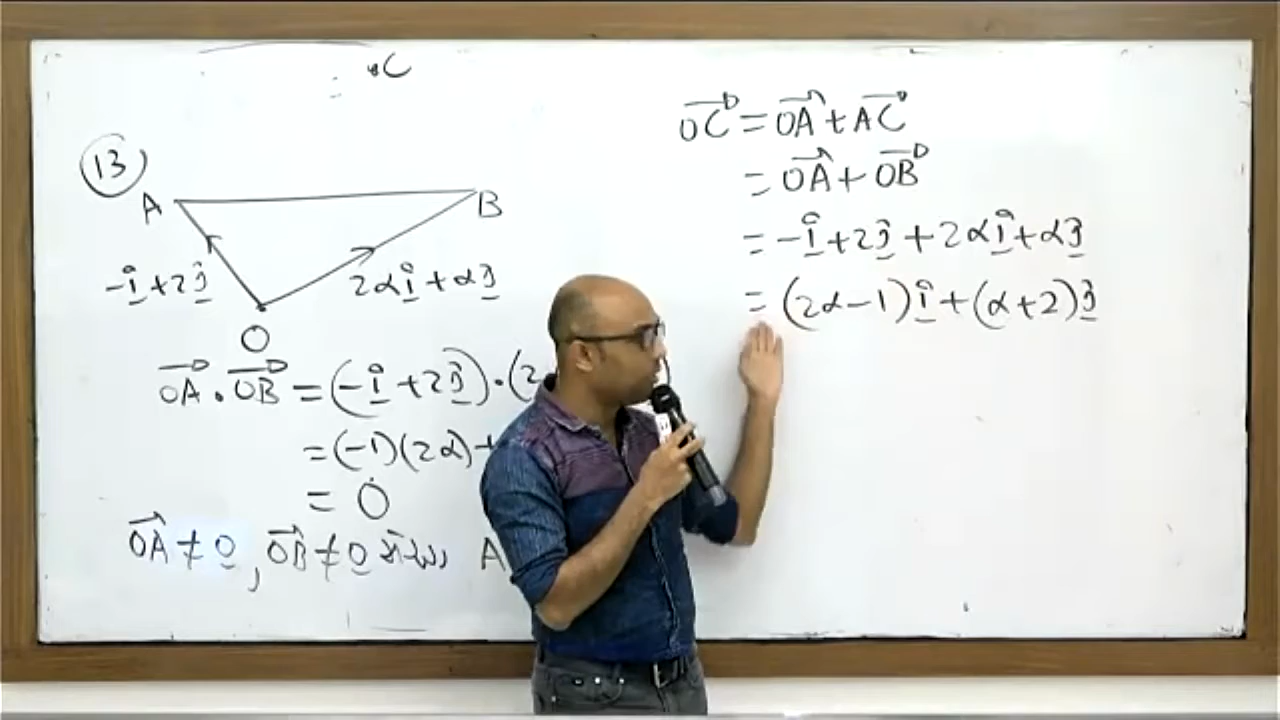 C
13
A
B
-i + 2j
2αi + αj
O
OA · OB = (-i + 2j) · (2
= (-1)(2α) +
= 0
OA ≠ 0, OB ≠ 0
A
OC = OA + AC
= OA + OB
= -i + 2j + 2αi + αj
= (2α-1)i + (α+2)j